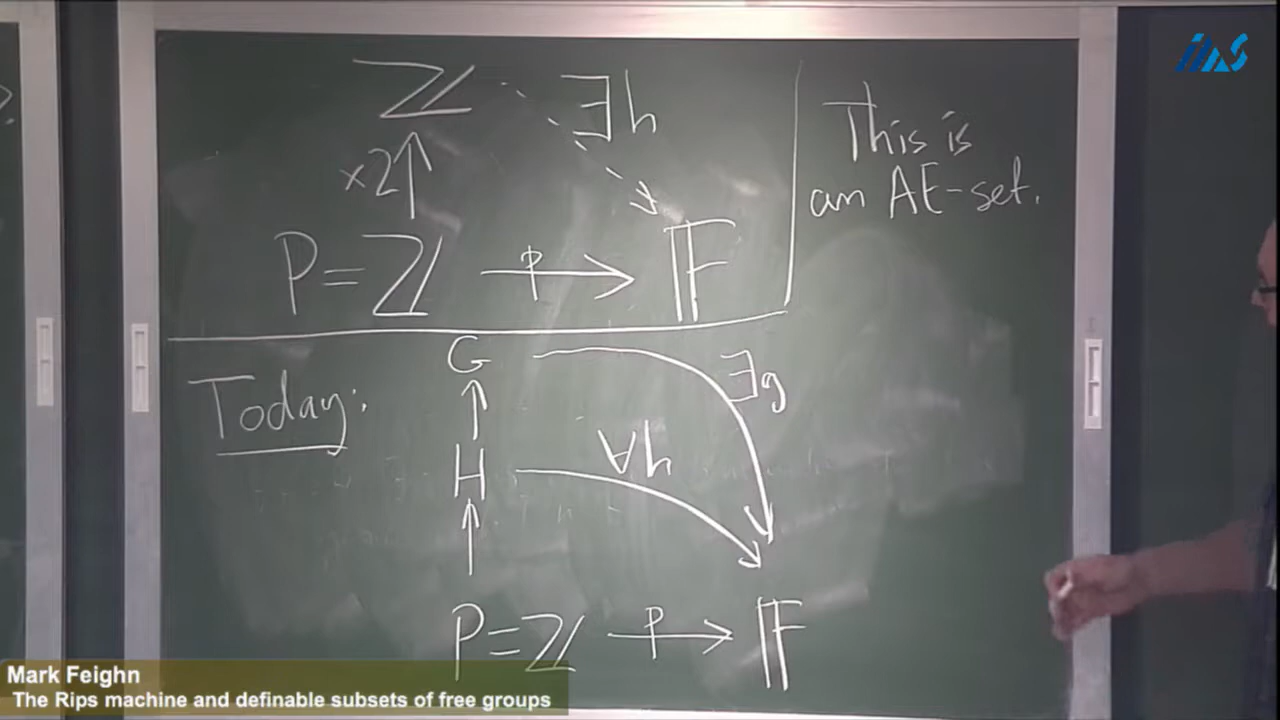 ℤ ∃h
×2↑
P=ℤ p→ 𝔽
This is
an AE-set.
Today:
G ∃g
↑
H ∀h
↑
P=ℤ p→ 𝔽
IAS
Mark Feighn
The Rips machine and definable subsets of free groups